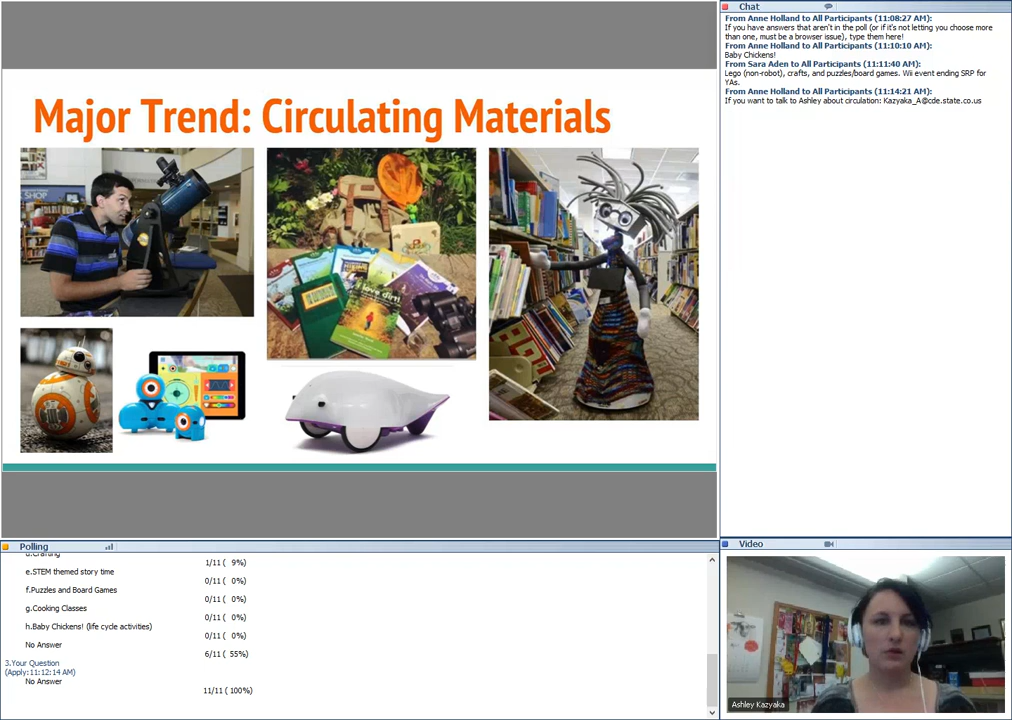 Major Trend: Circulating Materials
SHOP
love dirt!
Chat
From Anne Holland to All Participants (11:08:27 AM):
If you have answers that aren't in the poll (or if it's not letting you choose more
than one, must be a browser issue), type them here!
From Anne Holland to All Participants (11:10:10 AM):
Baby Chickens!
From Sara Aden to All Participants (11:11:40 AM):
Lego (non-robot), crafts, and puzzles/board games. Wii event ending SRP for
YAs.
From Anne Holland to All Participants (11:14:21 AM):
If you want to talk to Ashley about circulation: Kazyaka_A@cde.state.co.us
Polling
d.Crafting
1/11 ( 9%)
e.STEM themed story time
0/11 ( 0%)
f.Puzzles and Board Games
0/11 ( 0%)
g.Cooking Classes
0/11 ( 0%)
h.Baby Chickens! (life cycle activities)
0/11 ( 0%)
No Answer
6/11 ( 55%)
3.Your Question
(Apply:11:12:14 AM)
No Answer
11/11 ( 100%)
Video
Ashley Kazyaka